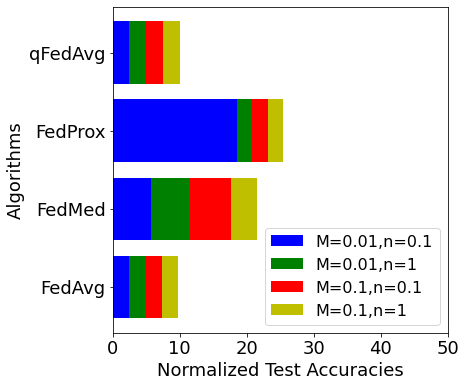 qFedAvg
FedProx
FedMed
FedAvg
Algorithms
M=0.01,n=0.1
M=0.01,n=1
M=0.1,n=0.1
M=0.1,n=1
0 10 20 30 40 50
Normalized Test Accuracies